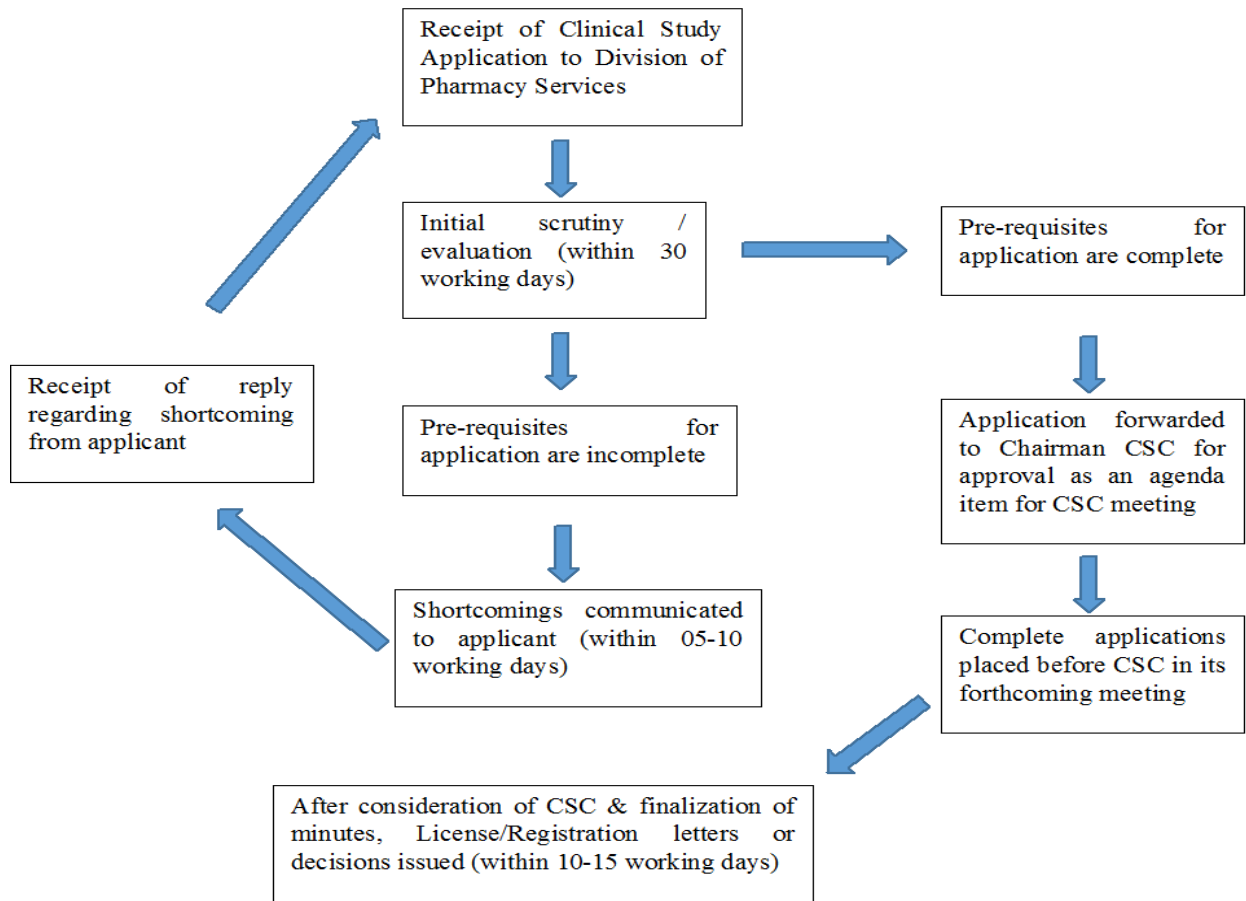 Receipt of Clinical Study
Application to Division of
Pharmacy Services
Initial scrutiny /
evaluation (within 30
working days)
Pre-requisites for
application are complete
Receipt of reply
regarding shortcoming
from applicant
Pre-requisites for
application are incomplete
Application forwarded
to Chairman CSC for
approval as an agenda
item for CSC meeting
Shortcomings communicated
to applicant (within 05-10
working days)
Complete applications
placed before CSC in its
forthcoming meeting
After consideration of CSC & finalization of
minutes, License/Registration letters or
decisions issued (within 10-15 working days)